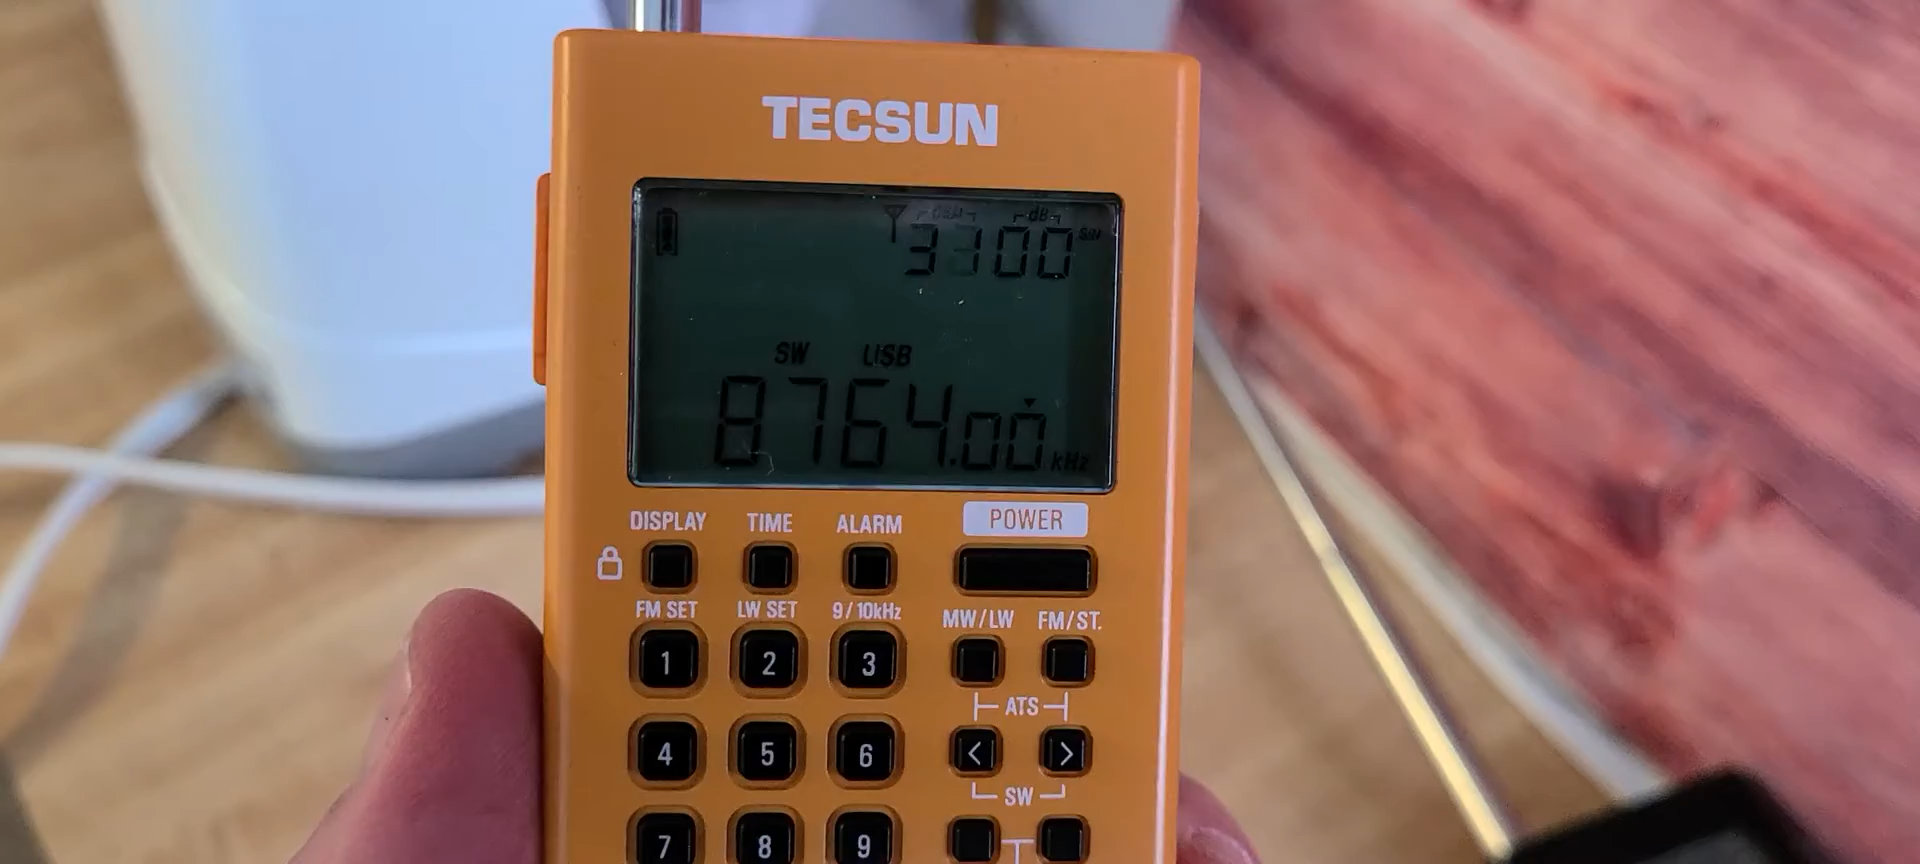 TECSUN
dBµ dB
3300 S/N
SW USB
8764.00 kHz
DISPLAY TIME ALARM POWER
FM SET LW SET 9/10kHz MW/LW FM/ST.
1 2 3
ATS
4 5 6 < >
SW
7 8 9